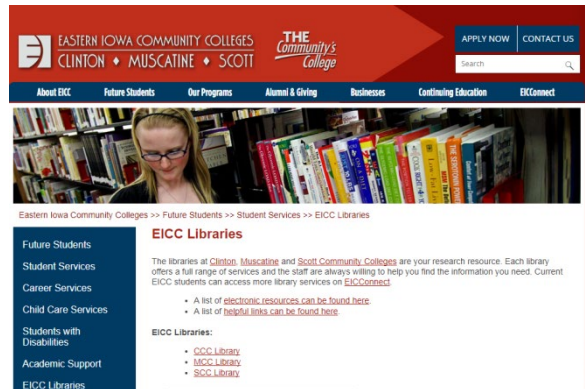 EASTERN IOWA COMMUNITY COLLEGES
CLINTON ♦ MUSCATINE ♦ SCOTT
THE
Community's
College
APPLY NOW
CONTACT US
Search
About EICC
Future Students
Our Programs
Alumni & Giving
Businesses
Continuing Education
EICConnect
THE SEROTONIN POWER
Eastern Iowa Community Colleges >> Future Students >> Student Services >> EICC Libraries
Future Students
Student Services
Career Services
Child Care Services
Students with
Disabilities
Academic Support
EICC Libraries
EICC Libraries
The libraries at Clinton, Muscatine and Scott Community Colleges are your research resource. Each library
offers a full range of services and the staff are always willing to help you find the information you need. Current
EICC students can access more library services on EICConnect.
• A list of electronic resources can be found here.
• A list of helpful links can be found here.
EICC Libraries:
• CCC Library
• MCC Library
• SCC Library